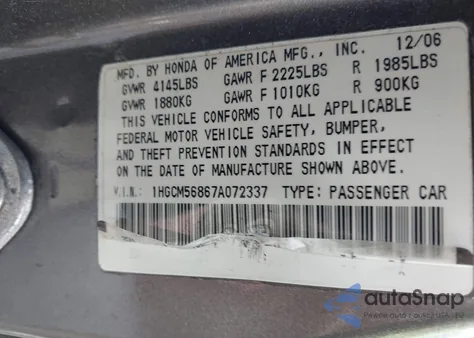 MFD. BY HONDA OF AMERICA MFG., INC. 12/06
GVWR 4145LBS GAWR F 2225LBS R 1985LBS
GVWR 1880KG GAWR F 1010KG R 900KG
THIS VEHICLE CONFORMS TO ALL APPLICABLE
FEDERAL MOTOR VEHICLE SAFETY, BUMPER,
AND THEFT PREVENTION STANDARDS IN EFFECT
ON THE DATE OF MANUFACTURE SHOWN ABOVE.
V.I.N.: 1HGCM56867A072337 TYPE: PASSENGER CAR
autoSnap